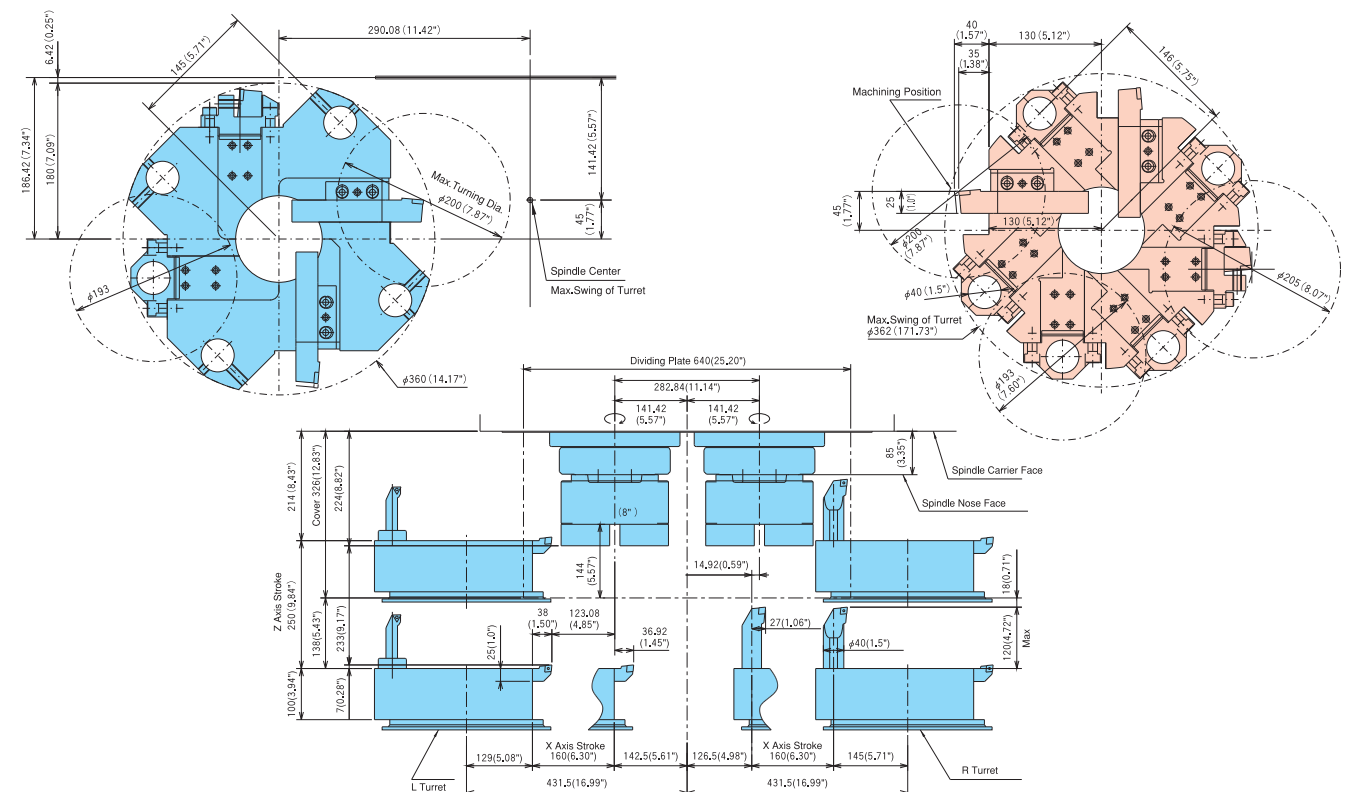 6.42 (0.25")
145(5.71")
290.08 (11.42")
186.42 (7.34")
180 (7.09")
141.42 (5.57")
45
(1.77")
Max.Turning Dia.
φ200 (7.87")
φ193
Spindle Center
Max.Swing of Turret
φ360 (14.17")
40
(1.57")
130 (5.12")
35
(1.38")
146(5.75")
Machining Position
45
(1.77")
25
(1.0")
130 (5.12")
φ200
(7.87")
φ40(1.5")
Max.Swing of Turret
φ362 (171.73")
φ205 (8.07")
φ193
(7.60")
Dividing Plate 640(25.20")
282.84(11.14")
141.42
(5.57")
141.42
(5.57")
214 (8.43")
Cover 326(12.83")
224(8.82")
85
(3.35")
Spindle Carrier Face
Spindle Nose Face
(8")
144
(5.57")
14.92(0.59")
18(0.71")
Z Axis Stroke
250 (9.84")
138(5.43")
233(9.17")
38
(1.50")
123.08
(4.85")
25(1.0")
36.92
(1.45")
27(1.06")
φ40(1.5")
120(4.72")
Max
100(3.94")
7(0.28")
129(5.08")
X Axis Stroke
160(6.30")
142.5(5.61")
126.5(4.98")
X Axis Stroke
160(6.30")
145(5.71")
L Turret
431.5(16.99")
431.5(16.99")
R Turret